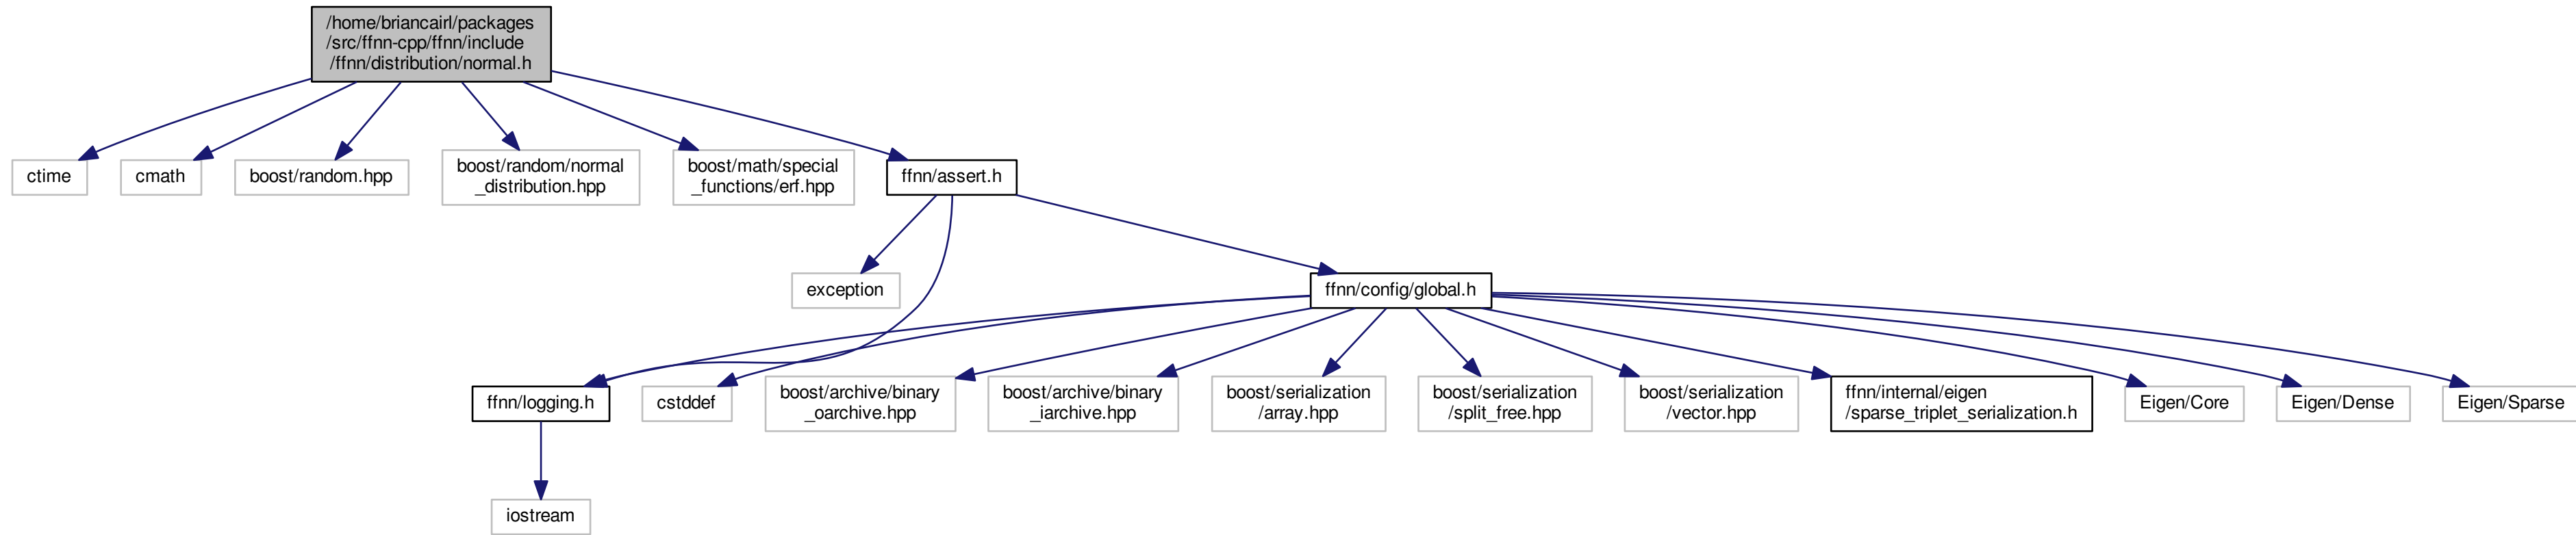 /home/briancairl/packages
/src/ffnn-cpp/ffnn/include
/ffnn/distribution/normal.h
ctime
cmath
boost/random.hpp
boost/random/normal
_distribution.hpp
boost/math/special
_functions/erf.hpp
ffnn/assert.h
exception
ffnn/config/global.h
ffnn/logging.h
cstddef
boost/archive/binary
_oarchive.hpp
boost/archive/binary
_iarchive.hpp
boost/serialization
/array.hpp
boost/serialization
/split_free.hpp
boost/serialization
/vector.hpp
ffnn/internal/eigen
/sparse_triplet_serialization.h
Eigen/Core
Eigen/Dense
Eigen/Sparse
iostream